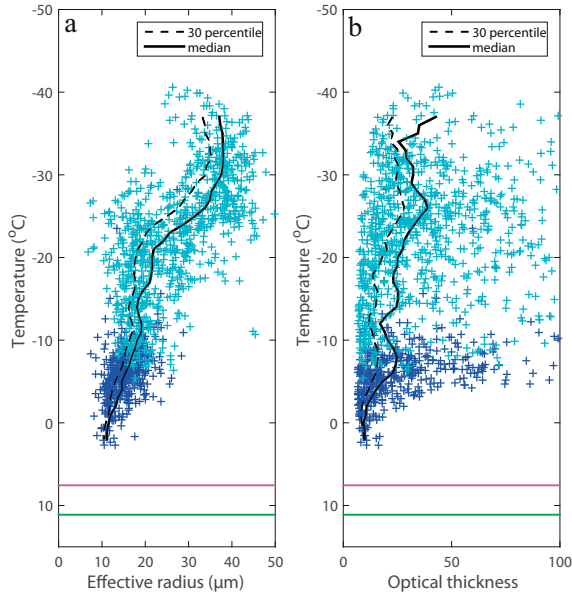 a
30 percentile
median
-50
-40
-30
-20
-10
0
10
Temperature (°C)
0
10
20
30
40
50
Effective radius (μm)
b
30 percentile
median
-50
-40
-30
-20
-10
0
10
Temperature (°C)
0
50
100
Optical thickness